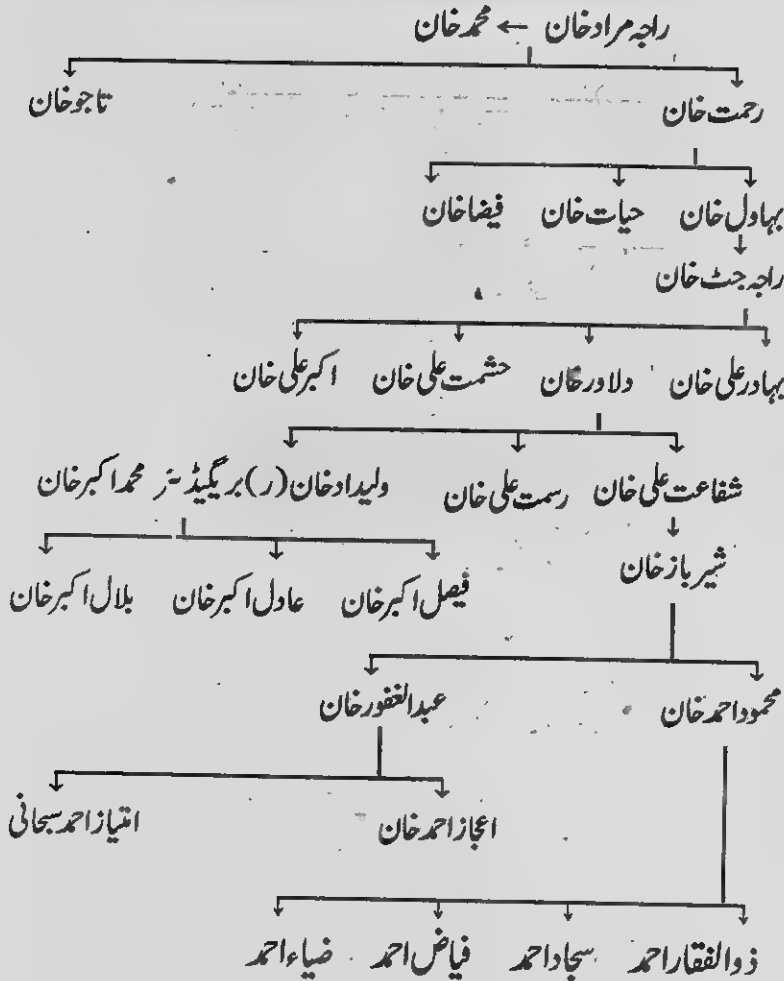 راجہ مراد خان ← محمد خان
رحمت خان تاجو خان
بہاول خان حیات خان فیضا خان
راجہ جٹ خان
بہادر علی خان دلاور خان حشمت علی خان اکبر علی خان
شفاعت علی خان رسمت علی خان ولیداد خان (ر) بریگیڈیئر محمد اکبر خان
شیر باز خان
فیصل اکبر خان عادل اکبر خان بلال اکبر خان
محمود احمد خان عبدالغفور خان
اعجاز احمد خان امتیاز احمد سبحانی
ذوالفقار احمد سجاد احمد فیاض احمد ضیاء احمد